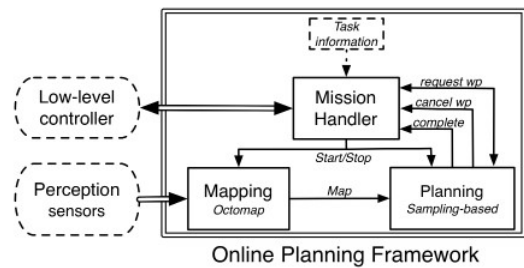 Task
information
request wp
Low-level
controller
Mission
Handler
cancel wp
complete
Start/Stop
Perception
sensors
Mapping
Octomap
Map
Planning
Sampling-based
Online Planning Framework